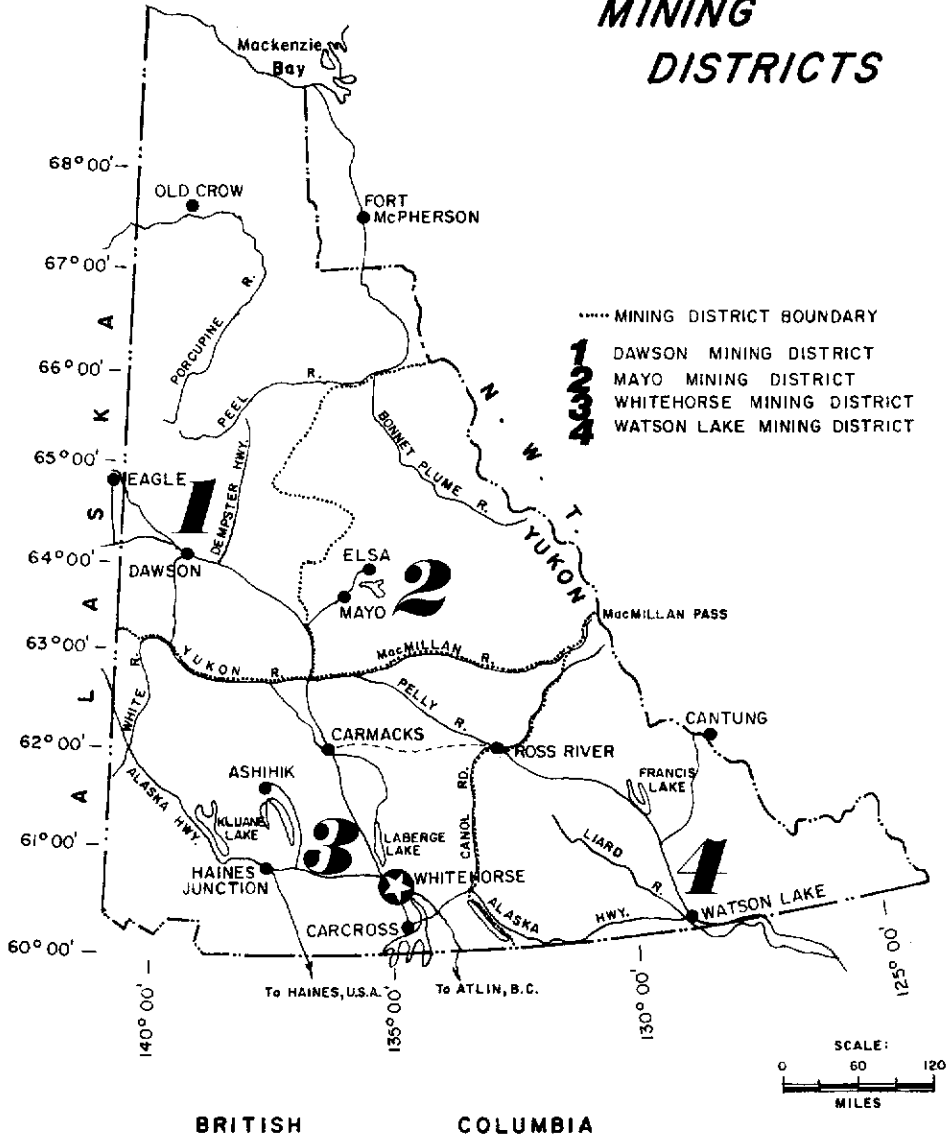 MINING
DISTRICTS
Mackenzie
Bay
68°00'
OLD CROW
FORT
McPHERSON
67°00'
PORCUPINE R.
MINING DISTRICT BOUNDARY
1 DAWSON MINING DISTRICT
2 MAYO MINING DISTRICT
3 WHITEHORSE MINING DISTRICT
4 WATSON LAKE MINING DISTRICT
66°00'
PEEL R.
BONNET PLUME R.
N. W. T.
YUKON
65°00'
EAGLE
1
DEMPSTER HWY.
ALASKA
64°00'
DAWSON
ELSA
MAYO
2
MacMILLAN PASS
63°00'
YUKON R.
MacMILLAN R.
WHITE R.
PELLY R.
CANTUNG
62°00'
CARMACKS
ROSS RIVER
ALASKA HWY.
ASHIHIK
KLUANE
LAKE
FRANCIS
LAKE
CANOL RD.
61°00'
3
LABERGE
LAKE
LIARD R.
4
HAINES
JUNCTION
WHITEHORSE
WATSON LAKE
CARCROSS
ALASKA HWY.
60°00'
To HAINES, U.S.A.
To ATLIN, B.C.
140°00'
135°00'
130°00'
125°00'
SCALE:
0 60 120
MILES
BRITISH COLUMBIA